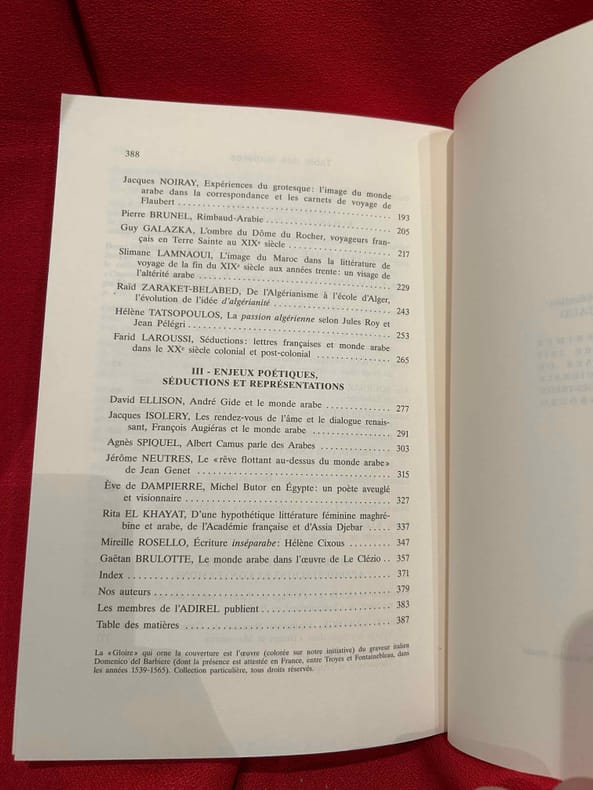 388
Jacques NOIRAY, Expériences du grotesque : l'image du monde
arabe dans la correspondance et les carnets de voyage de
Flaubert ........ 193
Pierre BRUNEL, Rimbaud-Arabie ........ 205
Guy GALAZKA, L'ombre du Dôme du Rocher, voyageurs fran-
çais en Terre Sainte au XIXe siècle ........ 217
Slimane LAMNAOUI, L'image du Maroc dans la littérature de
voyage de la fin du XIXe siècle aux années trente : un visage de
l'altérité arabe ........ 229
Raïd ZARAKET-BELABED, De l'Algérianisme à l'école d'Alger,
l'évolution de l'idée d'algérianité ........ 243
Hélène TATSOPOULOS, La passion algérienne selon Jules Roy et
Jean Pélégri ........ 253
Farid LAROUSSI, Séductions : lettres françaises et monde arabe
dans le XXe siècle colonial et post-colonial ........ 265
III - ENJEUX POÉTIQUES,
SÉDUCTIONS ET REPRÉSENTATIONS
David ELLISON, André Gide et le monde arabe ........ 277
Jacques ISOLERY, Les rendez-vous de l'âme et le dialogue renais-
sant, François Augiéras et le monde arabe ........ 291
Agnès SPIQUEL, Albert Camus parle des Arabes ........ 303
Jérôme NEUTRES, Le « rêve flottant au-dessus du monde arabe »
de Jean Genet ........ 315
Ève de DAMPIERRE, Michel Butor en Égypte : un poète aveuglé
et visionnaire ........ 327
Rita EL KHAYAT, D'une hypothétique littérature féminine maghré-
bine et arabe, de l'Académie française et d'Assia Djebar ..... 337
Mireille ROSELLO, Écriture inséparabe : Hélène Cixous ........ 347
Gaëtan BRULOTTE, Le monde arabe dans l'œuvre de Le Clézio .. 357
Index ........ 371
Nos auteurs ........ 379
Les membres de l'ADIREL publient ........ 383
Table des matières ........ 387
La « Gloire » qui orne la couverture est l'œuvre (colorée sur notre initiative) du graveur italien
Domenico del Barbiere (dont la présence est attestée en France, entre Troyes et Fontainebleau, dans
les années 1539-1565). Collection particulière, tous droits réservés.